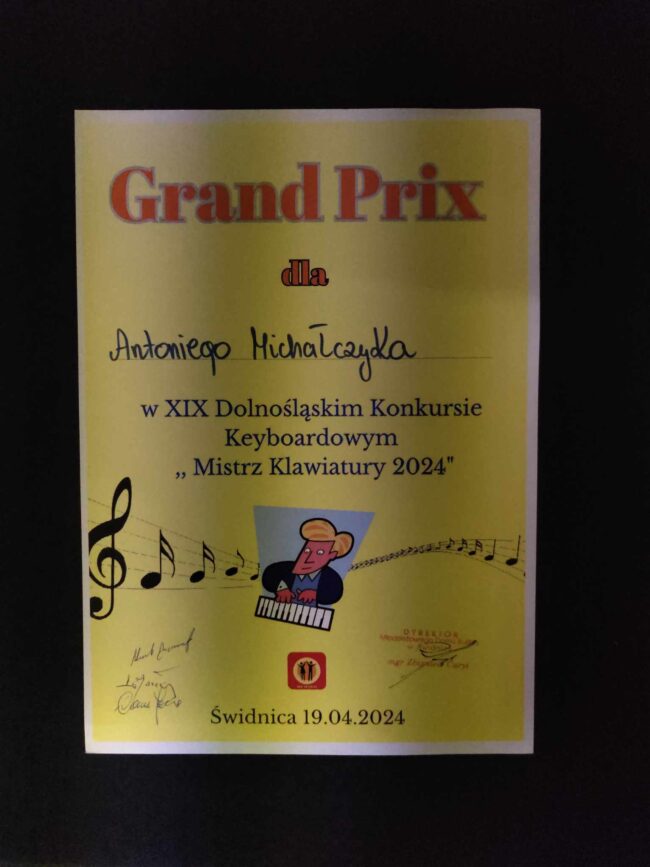 Grand Prix
dla
Antoniego Michałczyka
w XIX Dolnośląskim Konkursie
Keyboardowym
,, Mistrz Klawiatury 2024"
DYREKTOR
Świdnica 19.04.2024